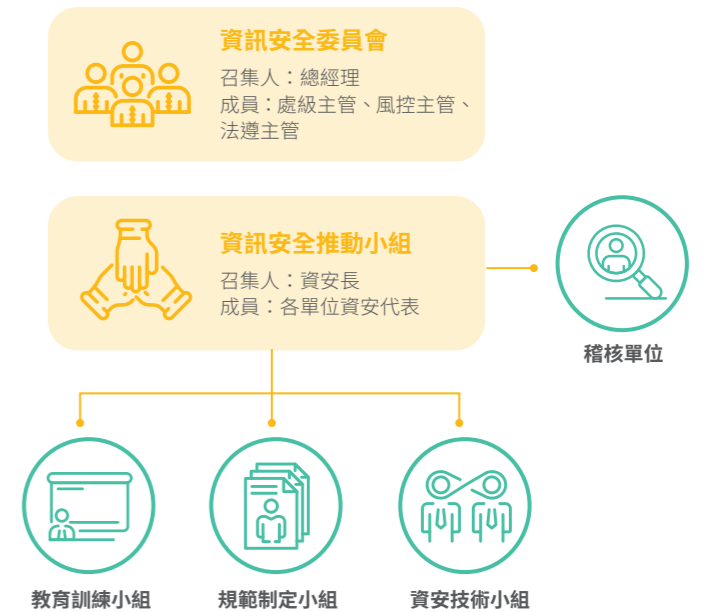 資訊安全委員會
召集人：總經理
成員：處級主管、風控主管、
法遵主管
資訊安全推動小組
召集人：資安長
成員：各單位資安代表
稽核單位
教育訓練小組
規範制定小組
資安技術小組